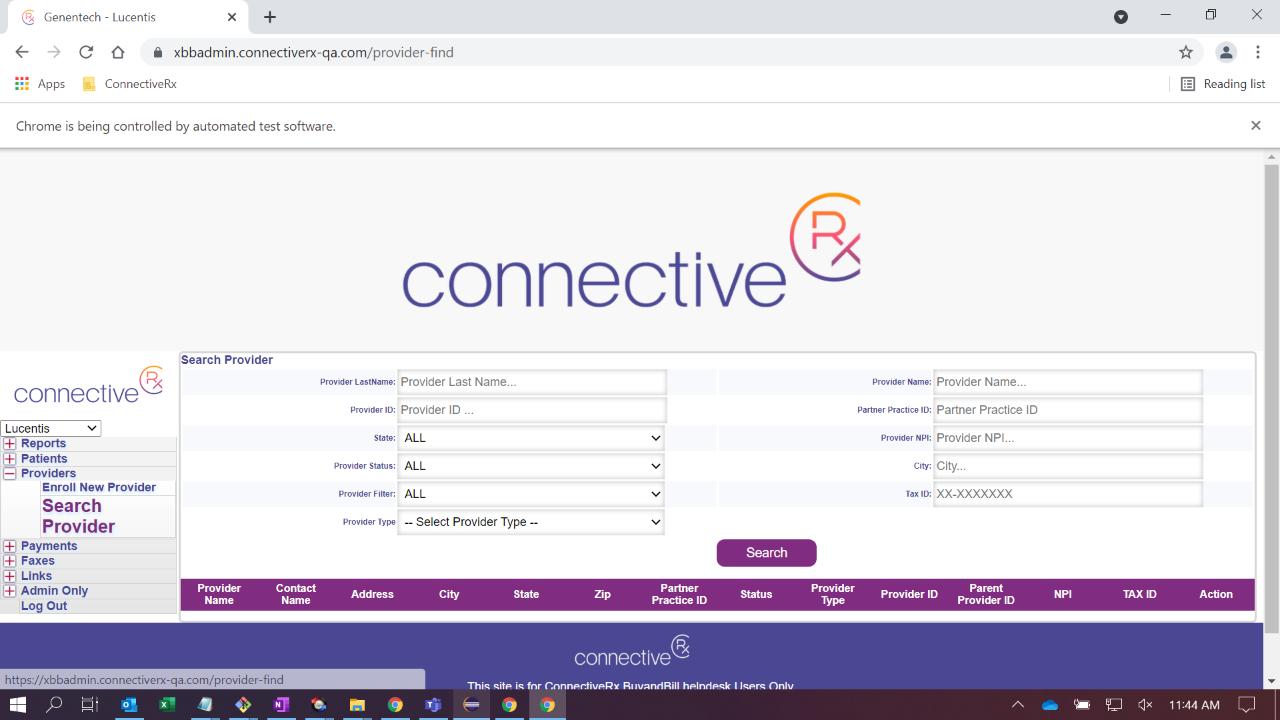 Genentech - Lucentis
xbbadmin.connectiverx-qa.com/provider-find
Apps
ConnectiveRx
Reading list
Chrome is being controlled by automated test software.
connective Rx
connective Rx
Lucentis
Reports
Patients
Providers
Enroll New Provider
Search
Provider
Payments
Faxes
Links
Admin Only
Log Out
Search Provider
Provider LastName: Provider Last Name...
Provider Name: Provider Name...
Provider ID: Provider ID ...
Partner Practice ID: Partner Practice ID
State: ALL
Provider NPI: Provider NPI...
Provider Status: ALL
City: City...
Provider Filter: ALL
Tax ID: XX-XXXXXXX
Provider Type -- Select Provider Type --
Search
Provider Name
Contact Name
Address
City
State
Zip
Partner Practice ID
Status
Provider Type
Provider ID
Parent Provider ID
NPI
TAX ID
Action
connective Rx
This site is for ConnectiveRx BuyandBill helpdesk Users Only
https://xbbadmin.connectiverx-qa.com/provider-find
11:44 AM